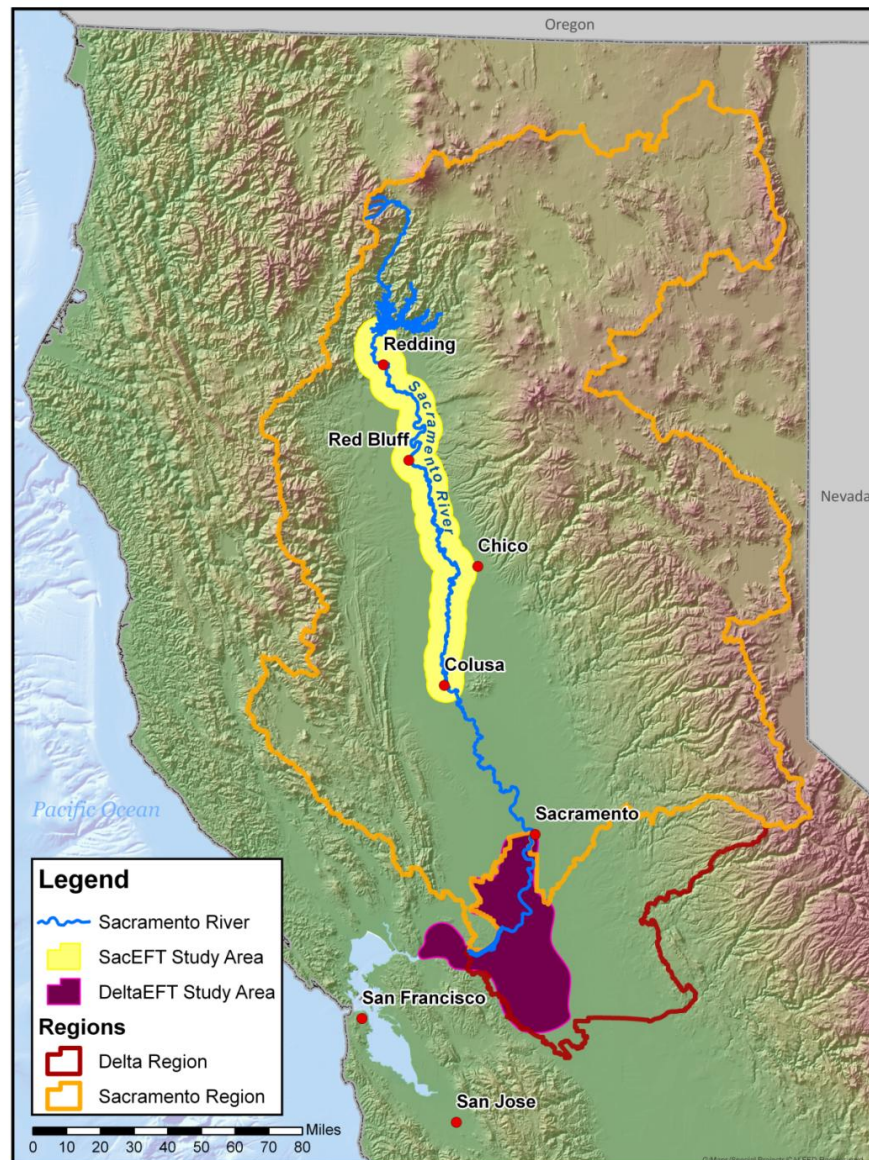 Oregon
Redding
Sacramento River
Red Bluff
Nevada
Chico
Colusa
Pacific Ocean
Sacramento
Legend
Sacramento River
SacEFT Study Area
DeltaEFT Study Area
Regions
Delta Region
Sacramento Region
San Francisco
San Jose
Miles
0 10 20 30 40 50 60 70 80